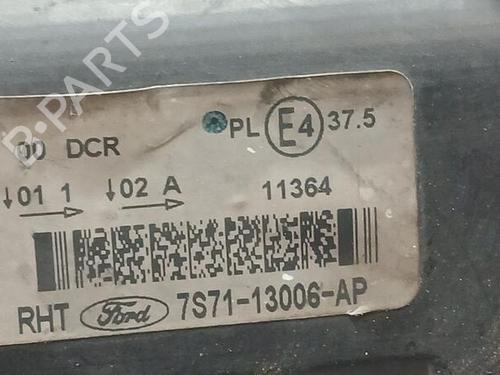 B-PARTS
00 DCR
PL E4 37.5
↓01 1 ↓02 A
11364
RHT Ford 7S71-13006-AP